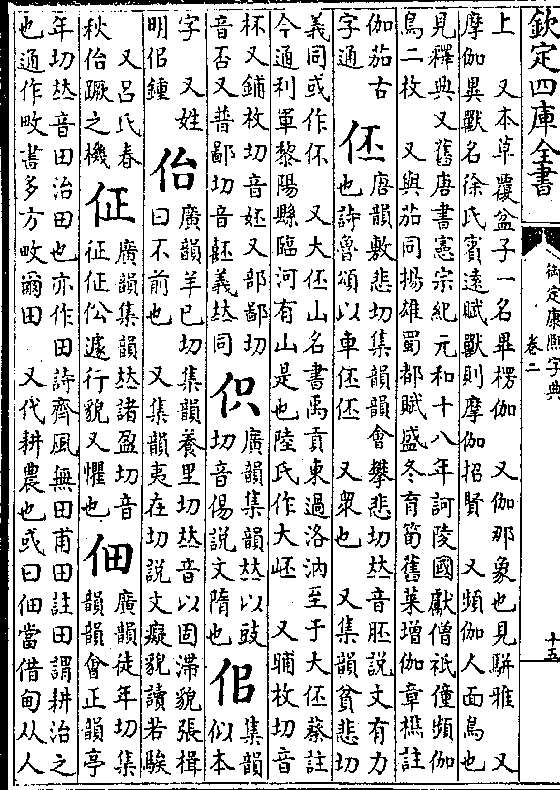 欽定四庫全書
御定康熙字典
卷二
十五
上　又本草覆盆子一名畢楞伽　又伽那象也見駢雅　又
摩伽異獸名徐氏賓遠賦獸則摩伽招賢　又頻伽人面鳥也
見釋典又舊唐書憲宗紀元和十八年訶陵國獻僧祇僮頻伽
鳥二枚　又與茄同揚雄蜀都賦盛冬育筍舊菜增伽章樵註
伽茄古
字通
伾
唐韻敷悲切集韻韻會攀悲切𠀤音胚說文有力
也詩魯頌以車伾伾　又衆也　又集韻貧悲切
義同或作伓　又大伾山名書禹貢東過洛汭至于大伾蔡註
今通利軍黎陽縣臨河有山是也陸氏作大岯　又晡枚切音
杯又鋪枚切音妚又部鄙切
音否又普鄙切音義𠀤同
伿
廣韻集韻𠀤以豉
切音傷說文隋也
佀
集韻
似本
字　又姓
明佀鍾
佁
廣韻羊已切集韻養里切𠀤音以固滯貌張楫
曰不前也　又集韻夷在切說文癡貌讀若騃
又呂氏春
秋佁蹶之機
佂
廣韻集韻𠀤諸盈切音
征佂伀遽行貌又懼也
佃
廣韻徒年切集
韻韻會正韻亭
年切𠀤音田治田也亦作田詩齊風無田甫田註田謂耕治之
也通作畋書多方畋爾田　又代耕農也或曰佃當借甸从人